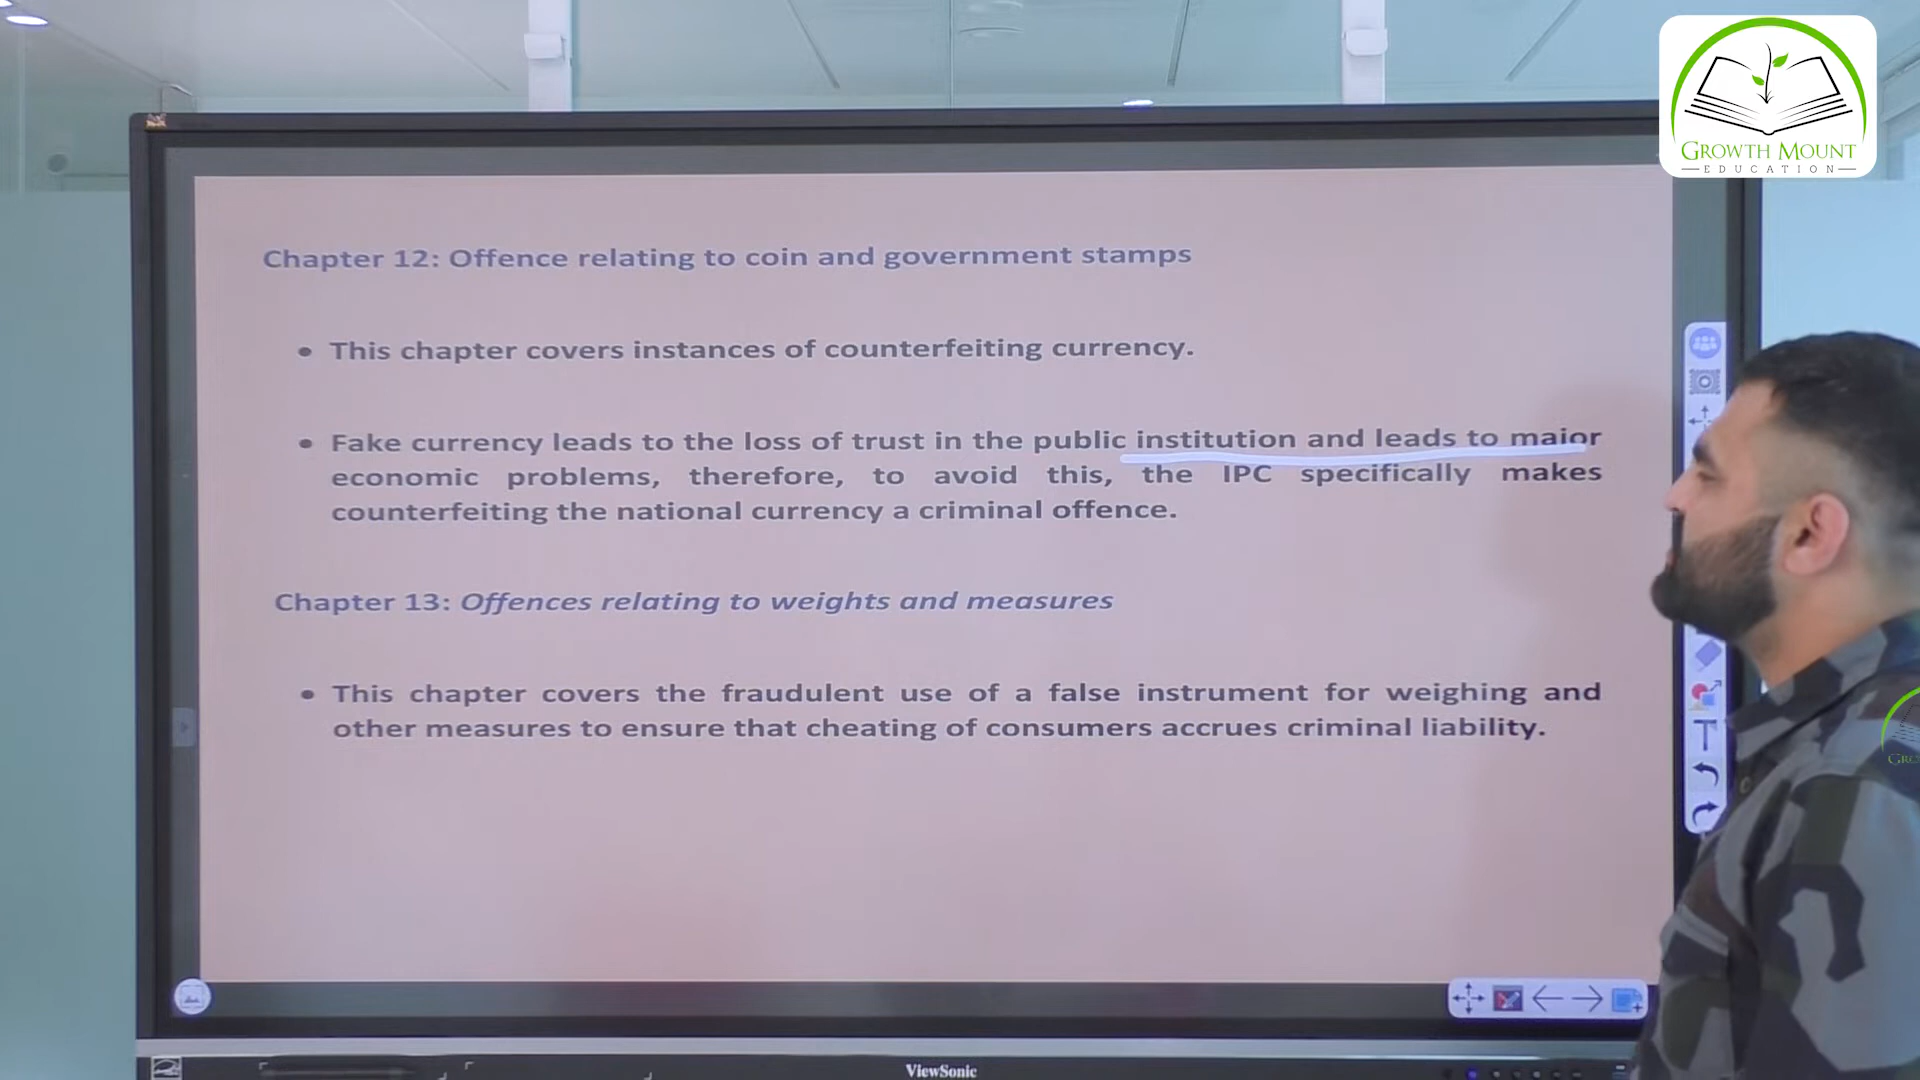 GROWTH MOUNT
EDUCATION
Chapter 12: Offence relating to coin and government stamps
• This chapter covers instances of counterfeiting currency.
• Fake currency leads to the loss of trust in the public institution and leads to major
economic problems, therefore, to avoid this, the IPC specifically makes
counterfeiting the national currency a criminal offence.
Chapter 13: Offences relating to weights and measures
• This chapter covers the fraudulent use of a false instrument for weighing and
other measures to ensure that cheating of consumers accrues criminal liability.
ViewSonic